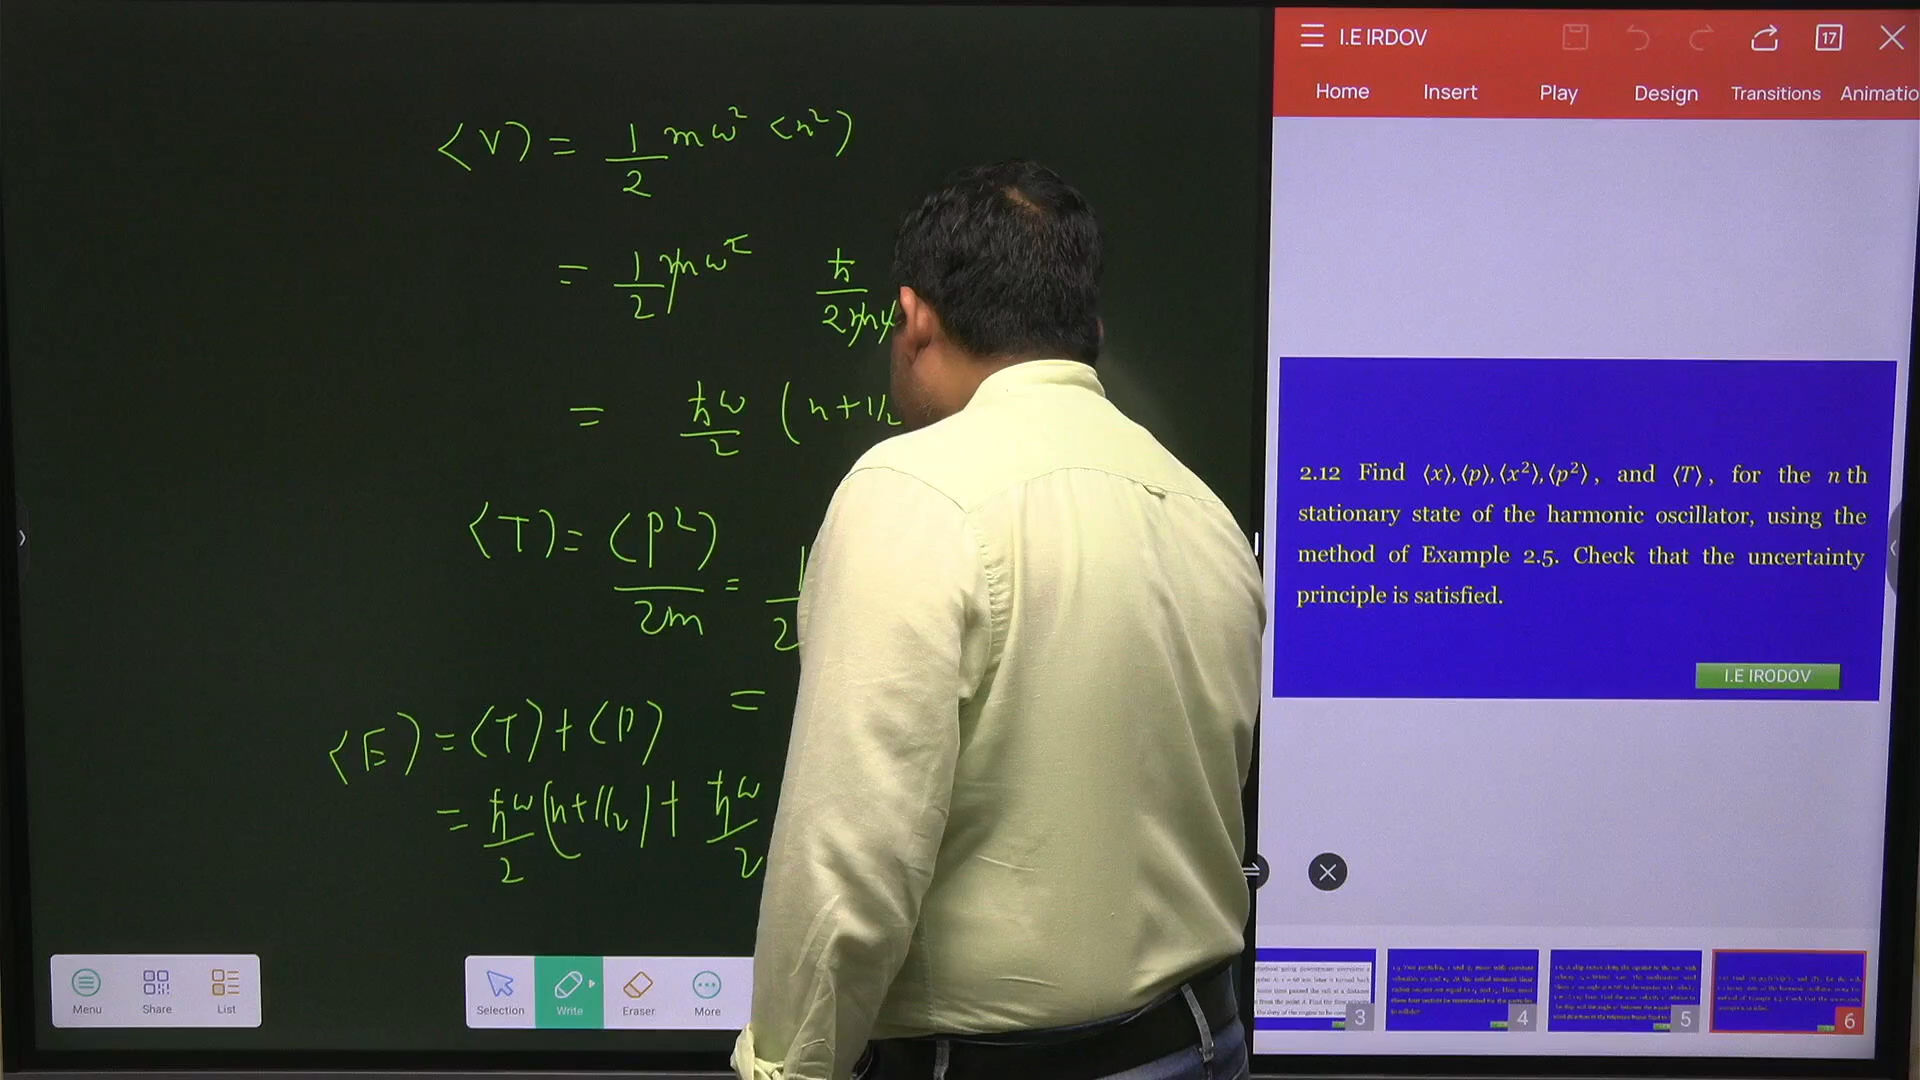 ⟨V⟩ = 1/2 mω² ⟨x²⟩
= 1/2 mω² ħ/2m
= ħω/2 (n+1/2
⟨T⟩ = ⟨p²⟩/2m = 1/2
=
⟨E⟩ = ⟨T⟩ + ⟨P⟩
= ħω/2 (n+1/2) + ħω/2
Menu
Share
List
Selection
Write
Eraser
More
I.E IRDOV
17
Home Insert Play Design Transitions Animatio
2.12 Find ⟨x⟩,⟨p⟩,⟨x²⟩,⟨p²⟩, and ⟨T⟩, for the n th
stationary state of the harmonic oscillator, using the
method of Example 2.5. Check that the uncertainty
principle is satisfied.
I.E IRODOV
3
4
5
6